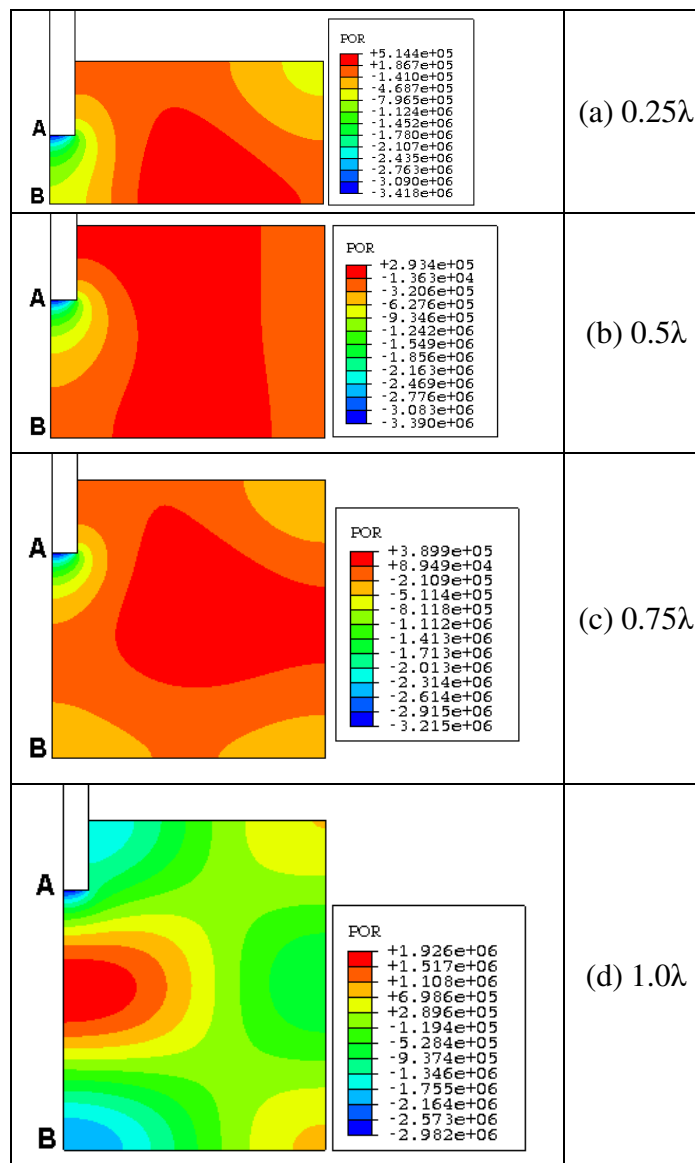 POR
+5.144e+05
+1.867e+05
-1.410e+05
-4.687e+05
-7.965e+05
-1.124e+06
-1.452e+06
-1.780e+06
-2.107e+06
-2.435e+06
-2.763e+06
-3.090e+06
-3.418e+06
A
B
(a) 0.25λ
POR
+2.934e+05
-1.363e+04
-3.206e+05
-6.276e+05
-9.346e+05
-1.242e+06
-1.549e+06
-1.856e+06
-2.163e+06
-2.469e+06
-2.776e+06
-3.083e+06
-3.390e+06
A
B
(b) 0.5λ
POR
+3.899e+05
+8.949e+04
-2.109e+05
-5.114e+05
-8.118e+05
-1.112e+06
-1.413e+06
-1.713e+06
-2.013e+06
-2.314e+06
-2.614e+06
-2.915e+06
-3.215e+06
A
B
(c) 0.75λ
POR
+1.926e+06
+1.517e+06
+1.108e+06
+6.986e+05
+2.896e+05
-1.194e+05
-5.284e+05
-9.374e+05
-1.346e+06
-1.755e+06
-2.164e+06
-2.573e+06
-2.982e+06
A
B
(d) 1.0λ